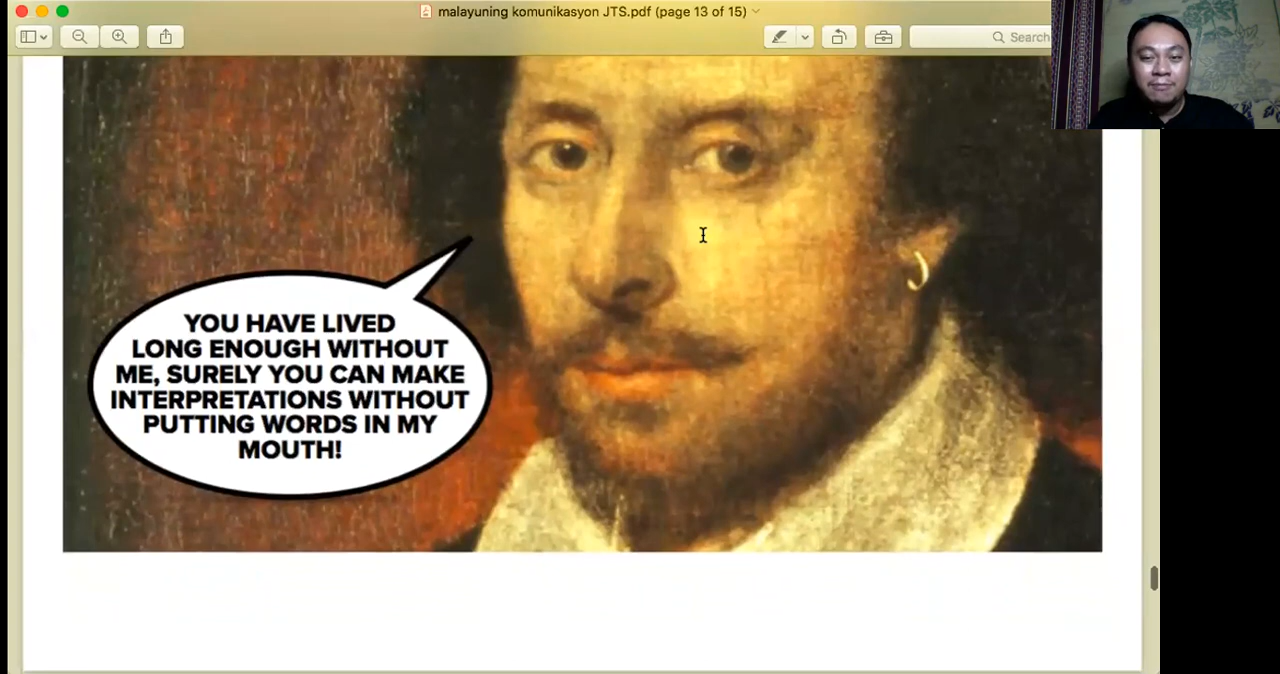 malayuning komunikasyon JTS.pdf (page 13 of 15)
Search
YOU HAVE LIVED
LONG ENOUGH WITHOUT
ME, SURELY YOU CAN MAKE
INTERPRETATIONS WITHOUT
PUTTING WORDS IN MY
MOUTH!